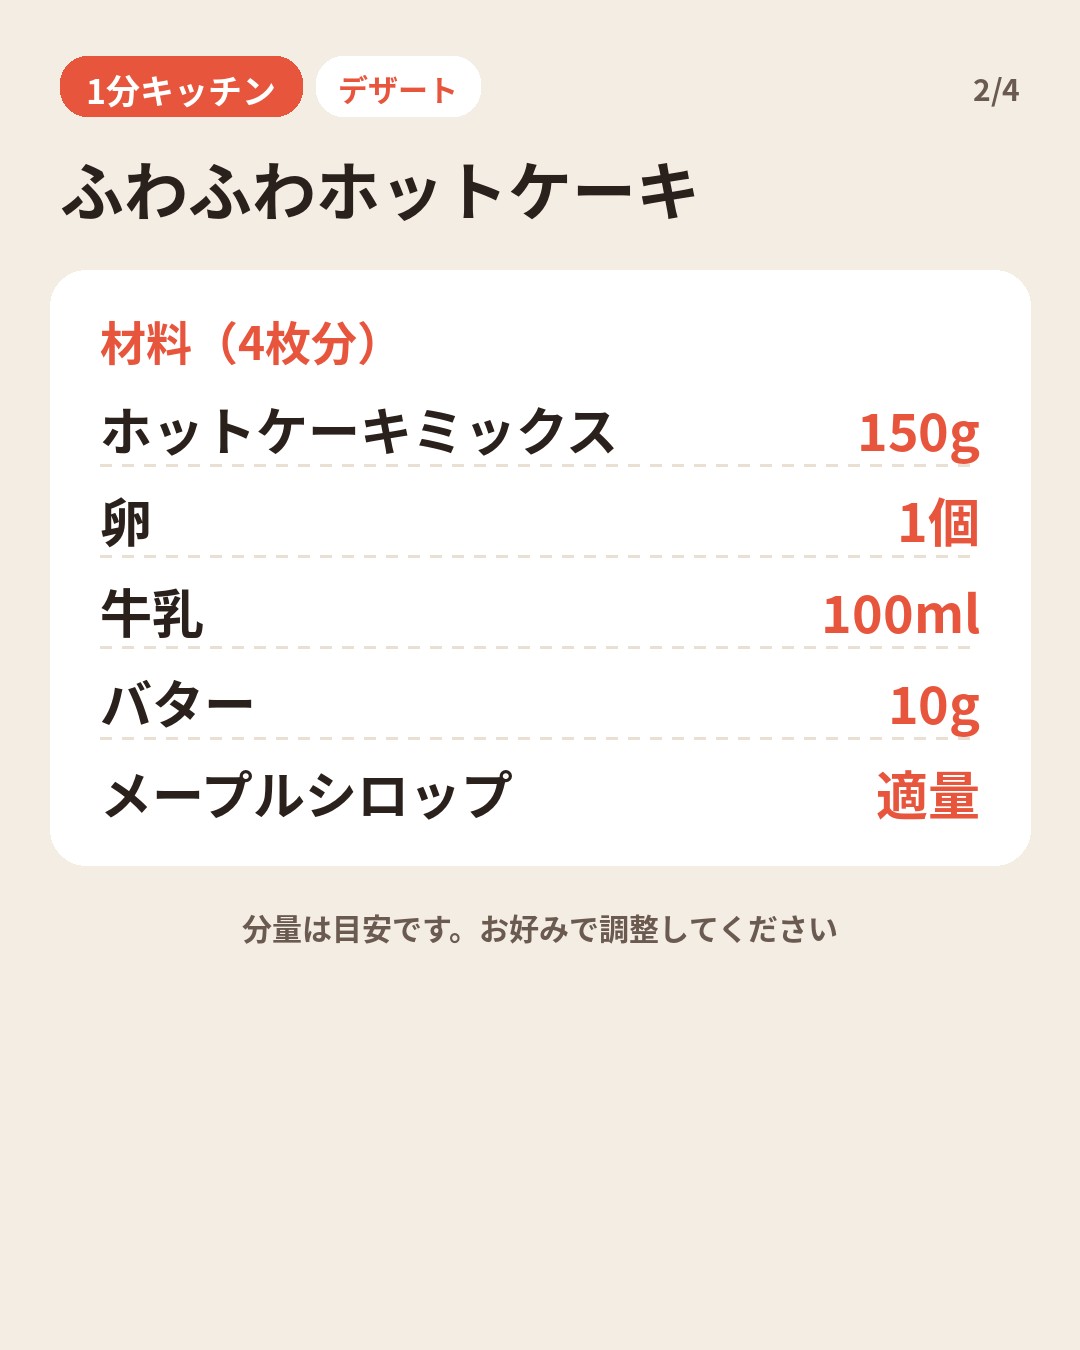 1分キッチン デザート 2/4
ふわふわホットケーキ
材料（4枚分）
ホットケーキミックス 150g
卵 1個
牛乳 100ml
バター 10g
メープルシロップ 適量
分量は目安です。お好みで調整してください